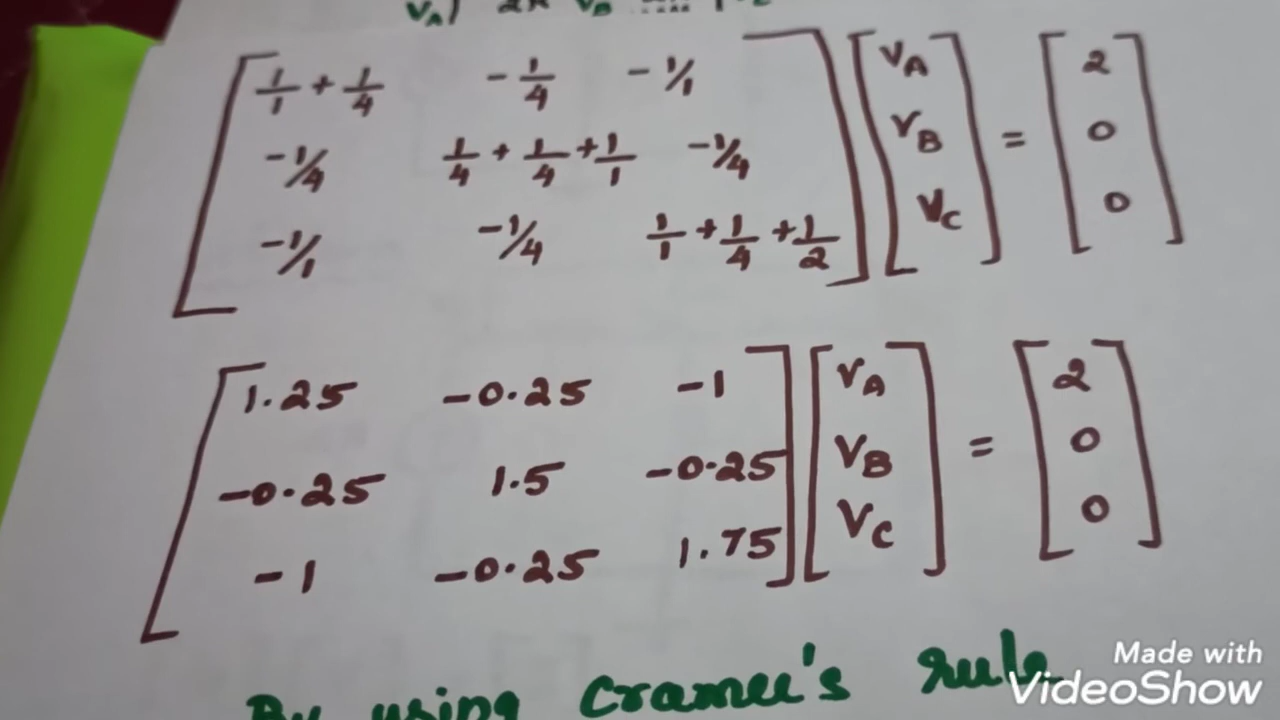 [1/1 + 1/4 -1/4 -1/1] [VA] = [2]
[-1/4 1/4 + 1/4 + 1/1 -1/4] [VB] = [0]
[-1/1 -1/4 1/1 + 1/4 + 1/2] [VC] = [0]
[1.25 -0.25 -1] [VA] = [2]
[-0.25 1.5 -0.25] [VB] = [0]
[-1 -0.25 1.75] [VC] = [0]
By using Cramer's rule
Made with
VideoShow